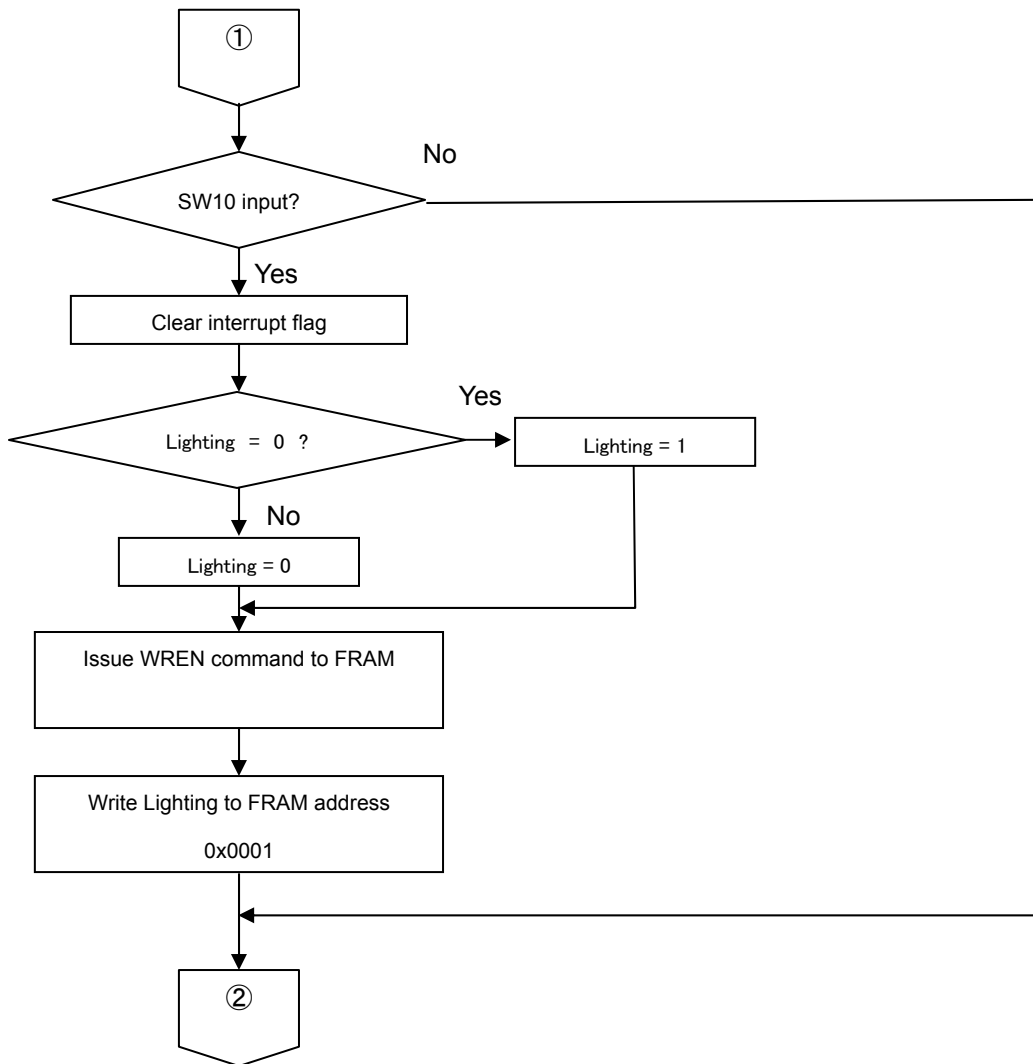 ①
No
SW10 input?
Yes
Clear interrupt flag
Yes
Lighting = 0 ?
Lighting = 1
No
Lighting = 0
Issue WREN command to FRAM
Write Lighting to FRAM address
0x0001
②